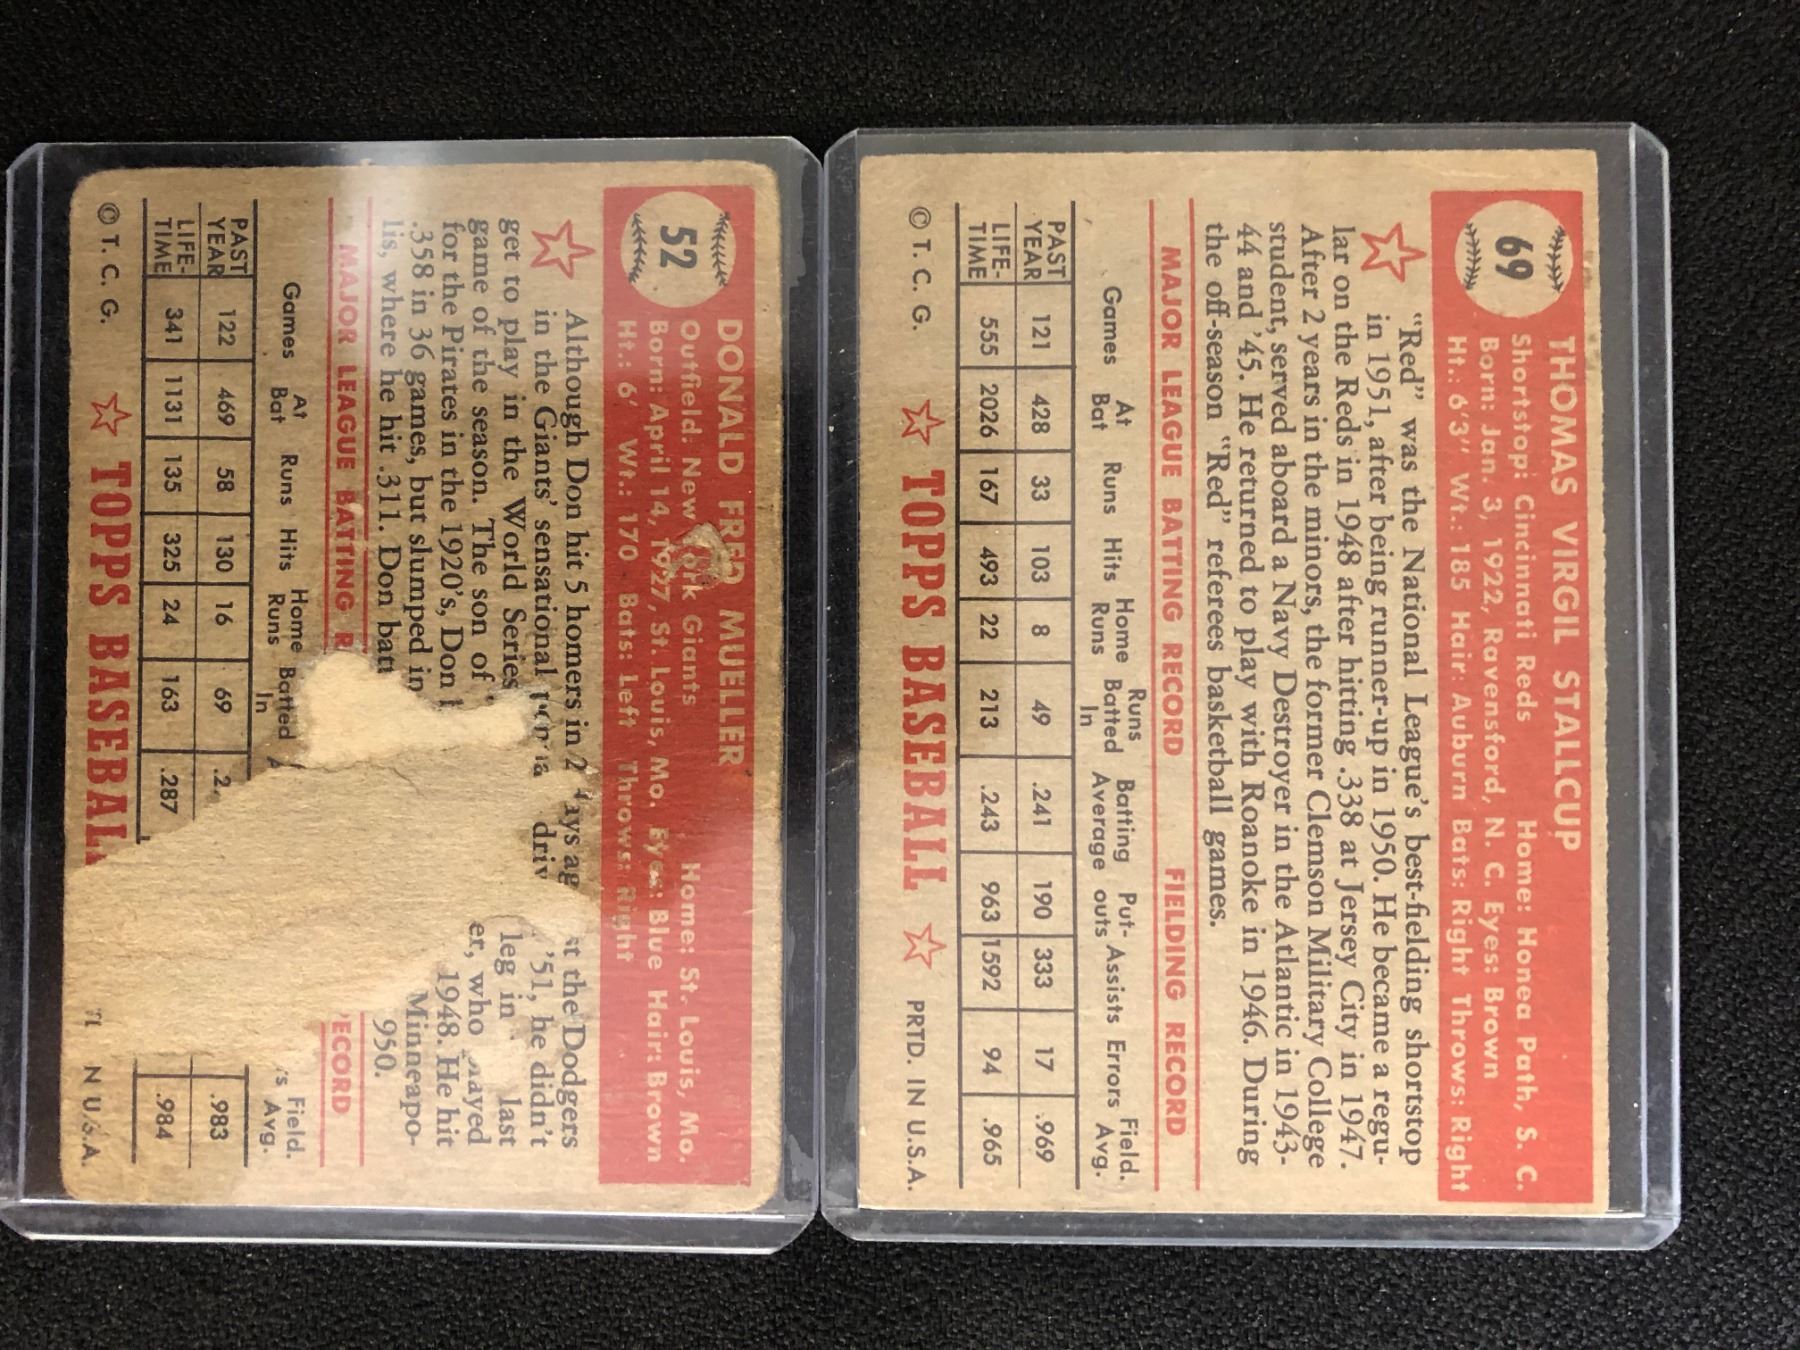 69
THOMAS VIRGIL STALLCUP
Shortstop: Cincinnati Reds Home: Honea Path, S. C.
Born: Jan. 3, 1922, Ravensford, N. C. Eyes: Brown
Ht.: 6'3" Wt.: 185 Hair: Auburn Bats: Right Throws: Right
"Red" was the National League's best-fielding shortstop
in 1951, after being runner-up in 1950. He became a regu-
lar on the Reds in 1948 after hitting .338 at Jersey City in 1947.
After 2 years in the minors, the former Clemson Military College
student, served aboard a Navy Destroyer in the Atlantic in 1943-
44 and '45. He returned to play with Roanoke in 1946. During
the off-season "Red" referees basketball games.
MAJOR LEAGUE BATTING RECORD FIELDING RECORD
Games At Bat Runs Hits Home Runs Runs Batted In Batting Average Put-outs Assists Errors Field. Avg.
PAST YEAR 121 428 33 103 8 49 .241 190 333 17 .969
LIFE-TIME 555 2026 167 493 22 213 .243 963 1592 94 .965
© T. C. G. TOPPS BASEBALL PRTD. IN U.S.A.
52
DONALD FRED MUELLER
Outfield: New York Giants Home: St. Louis, Mo.
Born: April 14, 1927, St. Louis, Mo. Eyes: Blue Hair: Brown
Ht.: 6' Wt.: 170 Bats: Left Throws: Right
Although Don hit 5 homers in 2 st the Dodgers
in the Giants' sensational driv '51, he didn't
get to play in the World Series leg in last
game of the season. The son of er, who
for the Pirates in the 1920's, Don 1948. He hit
.358 in 36 games, but slumped in Minneapo-
lis, where he hit .311. Don batt 950.
MAJOR LEAGUE BATTING R ECORD
Games At Bat Runs Hits Home Runs Batted In Field. Avg.
PAST YEAR 122 469 58 130 16 69 .2 .983
LIFE-TIME 341 1131 135 325 24 163 .287 .984
© T. C. G. TOPPS BASEBAL N U.S.A.